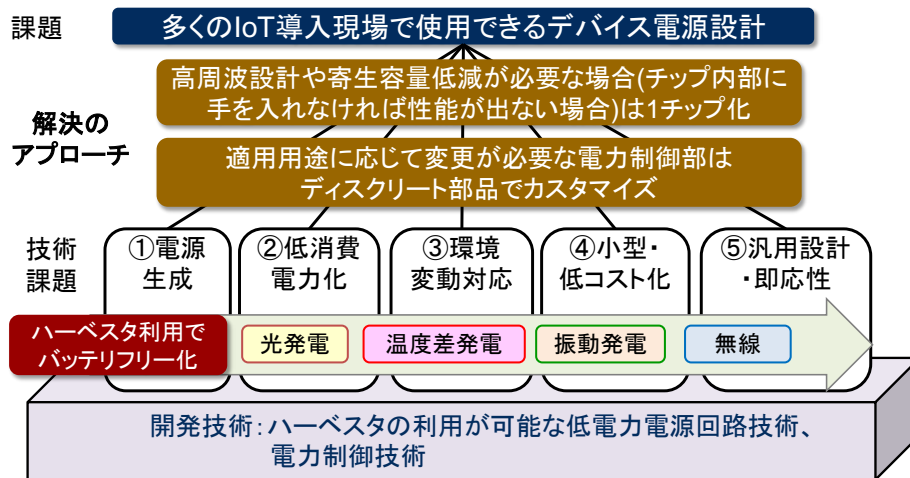 課題
多くのIoT導入現場で使用できるデバイス電源設計
高周波設計や寄生容量低減が必要な場合(チップ内部に
手を入れなければ性能が出ない場合)は1チップ化
解決の
アプローチ
適用用途に応じて変更が必要な電力制御部は
ディスクリート部品でカスタマイズ
技術
課題
①電源
生成
②低消費
電力化
③環境
変動対応
④小型・
低コスト化
⑤汎用設計
・即応性
ハーベスタ利用で
バッテリフリー化
光発電
温度差発電
振動発電
無線
開発技術：ハーベスタの利用が可能な低電力電源回路技術、
電力制御技術